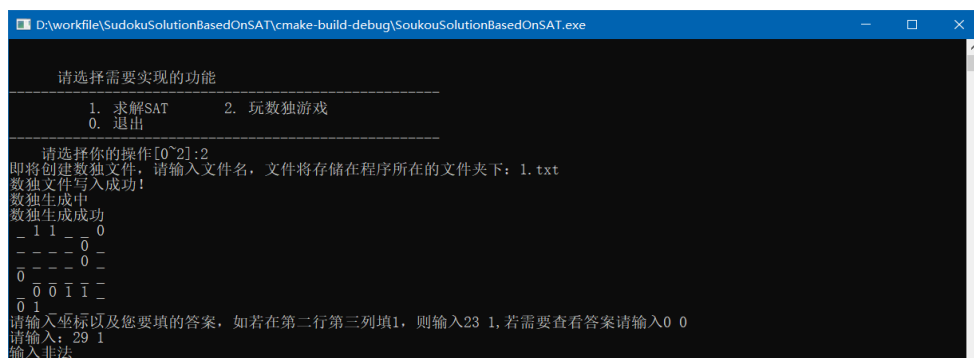 D:\workfile\SudokuSolutionBasedOnSAT\cmake-build-debug\SoukouSolutionBasedOnSAT.exe
请选择需要实现的功能
------------------------------------------------------
1. 求解SAT 2. 玩数独游戏
0. 退出
------------------------------------------------------
请选择你的操作[0~2]:2
即将创建数独文件，请输入文件名，文件将存储在程序所在的文件夹下：1.txt
数独文件写入成功！
数独生成中
数独生成成功
_ 1 1 _ _ 0
_ _ _ _ 0 _
_ _ _ _ 0 _
0 _ _ _ _ _
_ 0 0 1 1 _
0 1 _ _ _ _
请输入坐标以及您要填的答案，如若在第二行第三列填1，则输入23 1,若需要查看答案请输入0 0
请输入：29 1
输入非法